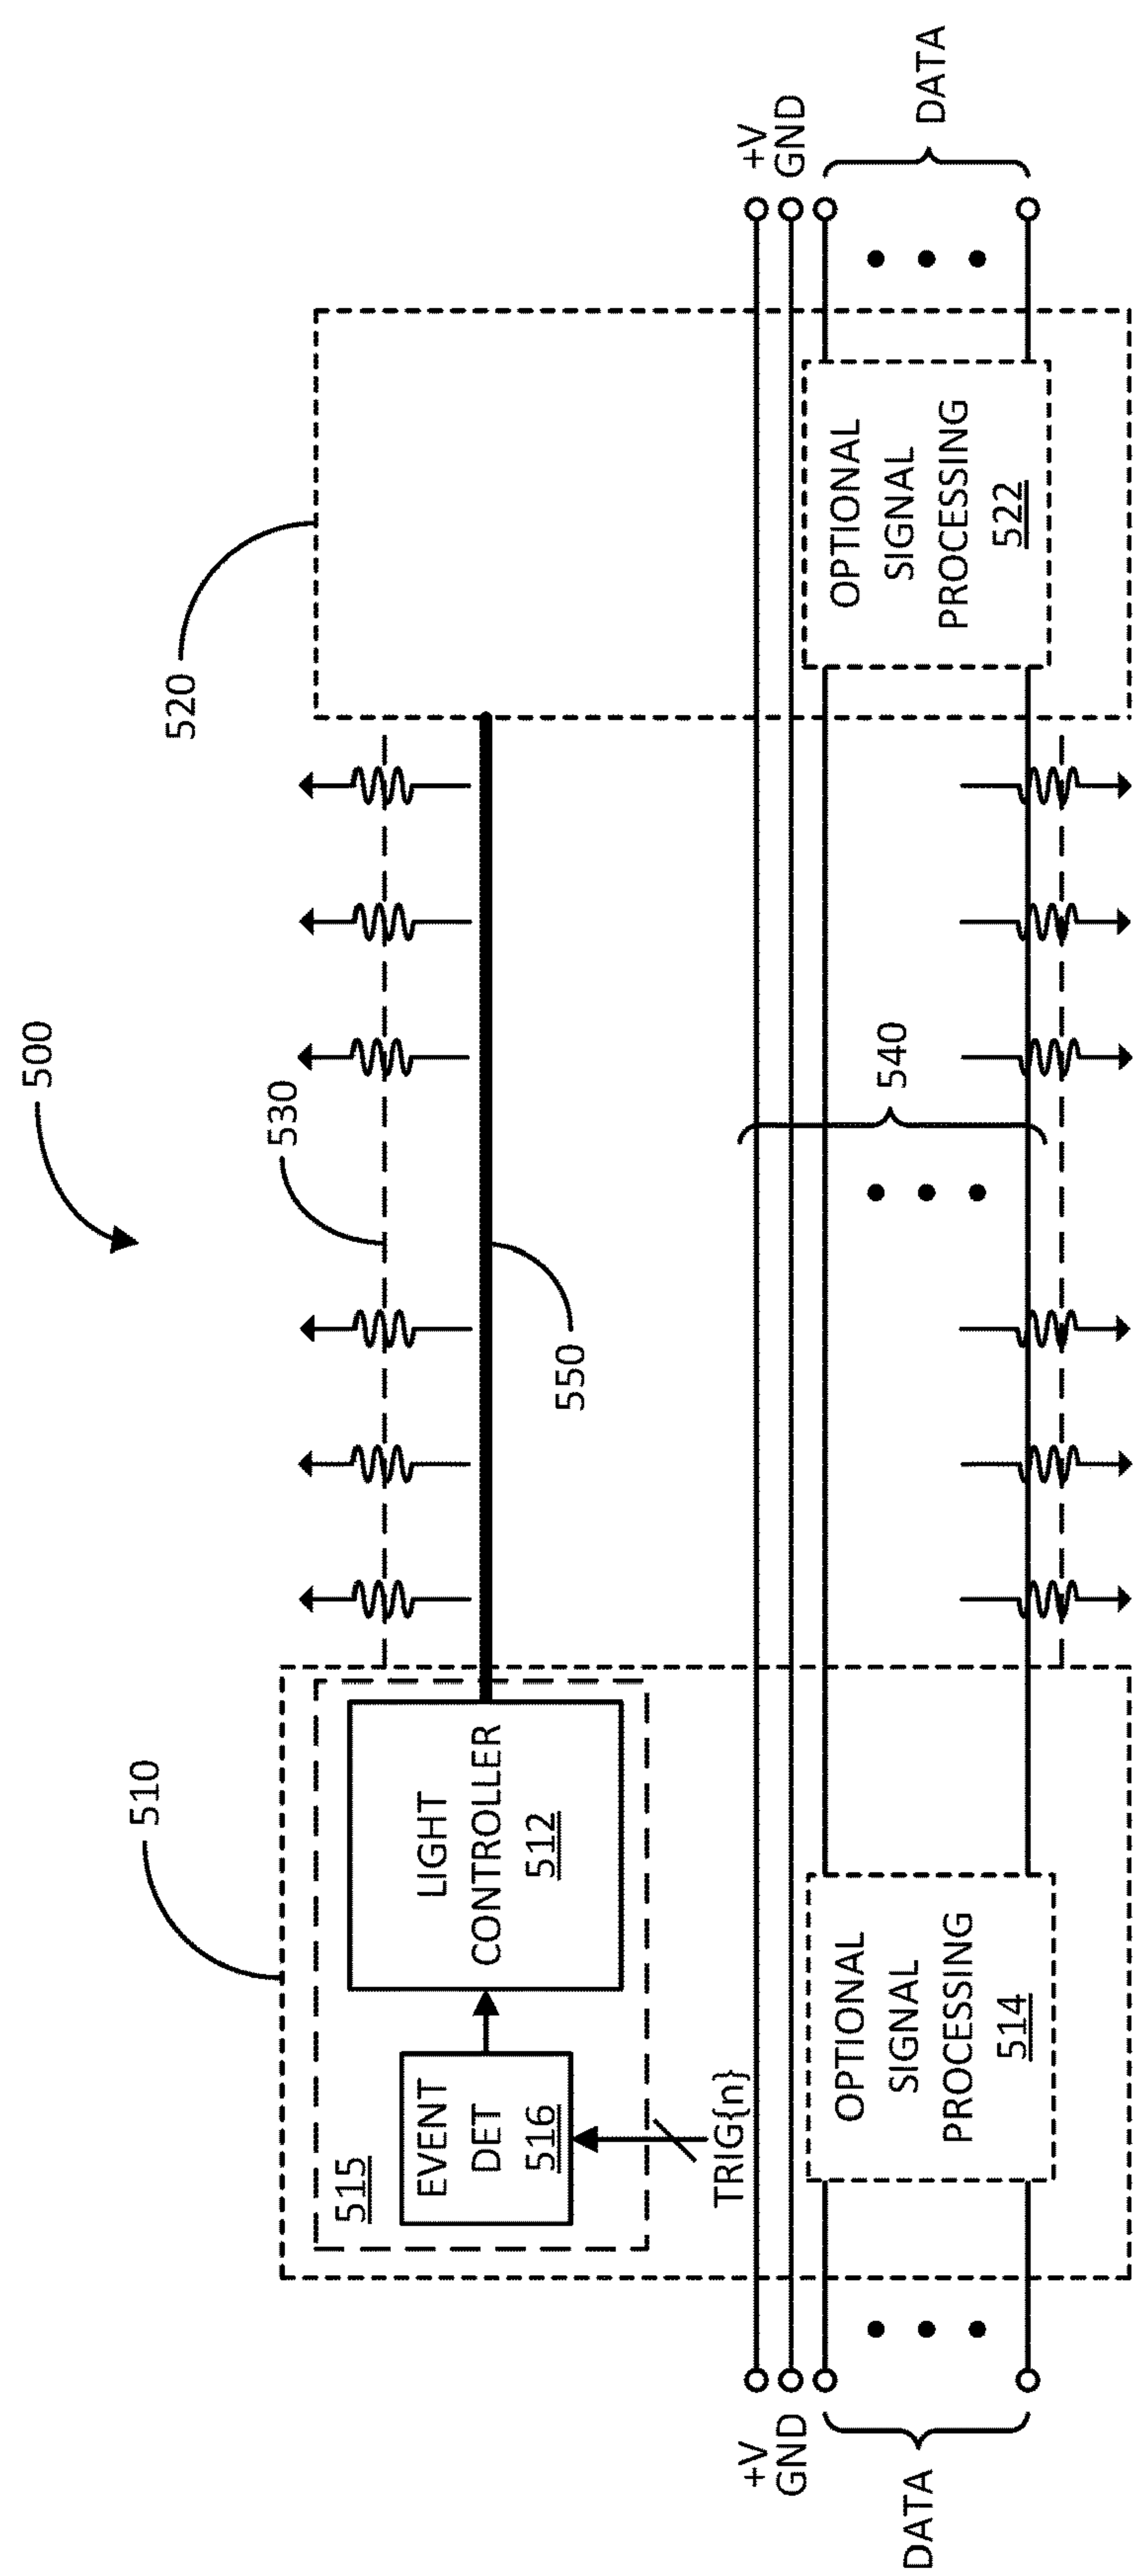 500
510
520
530
550
515
EVENT
DET
516
LIGHT
CONTROLLER
512
TRIG{n}
540
+V
GND
DATA
OPTIONAL
SIGNAL
PROCESSING
514
OPTIONAL
SIGNAL
PROCESSING
522
+V
GND
DATA